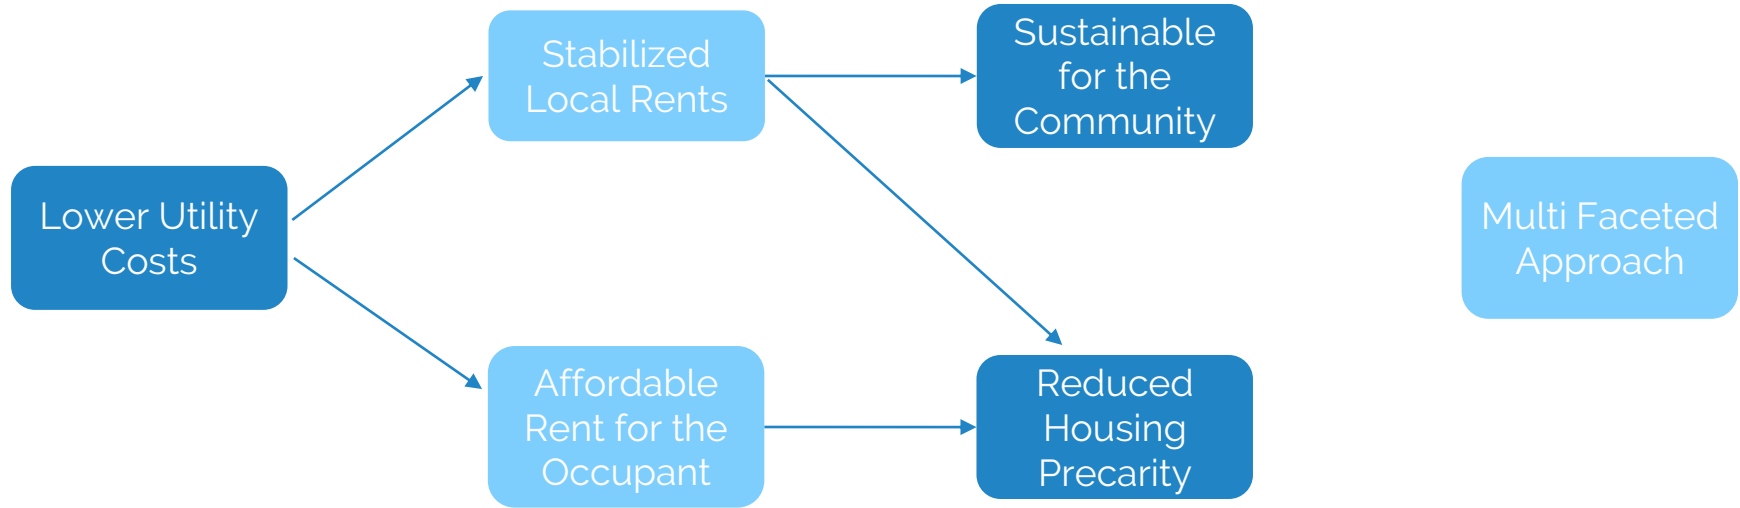 Lower Utility
Costs
Stabilized
Local Rents
Affordable
Rent for the
Occupant
Sustainable
for the
Community
Reduced
Housing
Precarity
Multi Faceted
Approach